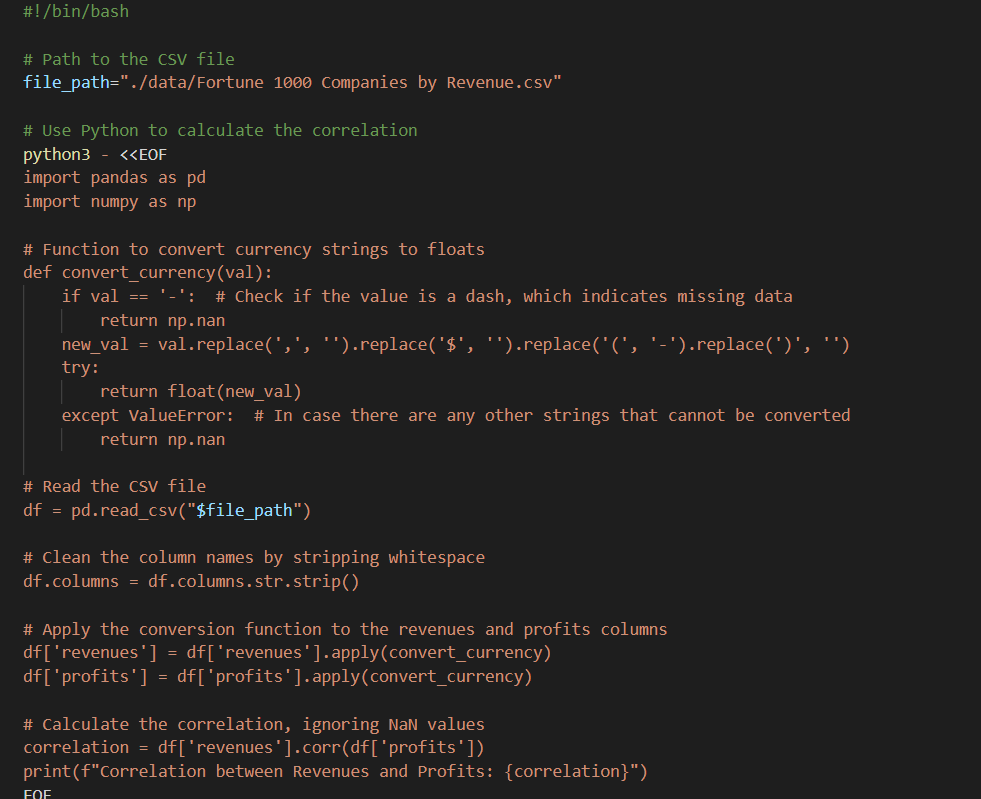 #!/bin/bash
# Path to the CSV file
file_path="./data/Fortune 1000 Companies by Revenue.csv"
# Use Python to calculate the correlation
python3 - <<EOF
import pandas as pd
import numpy as np
# Function to convert currency strings to floats
def convert_currency(val):
    if val == '-':  # Check if the value is a dash, which indicates missing data
        return np.nan
    new_val = val.replace(',', '').replace('$', '').replace('(', '-').replace(')', '')
    try:
        return float(new_val)
    except ValueError:  # In case there are any other strings that cannot be converted
        return np.nan
# Read the CSV file
df = pd.read_csv("$file_path")
# Clean the column names by stripping whitespace
df.columns = df.columns.str.strip()
# Apply the conversion function to the revenues and profits columns
df['revenues'] = df['revenues'].apply(convert_currency)
df['profits'] = df['profits'].apply(convert_currency)
# Calculate the correlation, ignoring NaN values
correlation = df['revenues'].corr(df['profits'])
print(f"Correlation between Revenues and Profits: {correlation}")
EOF